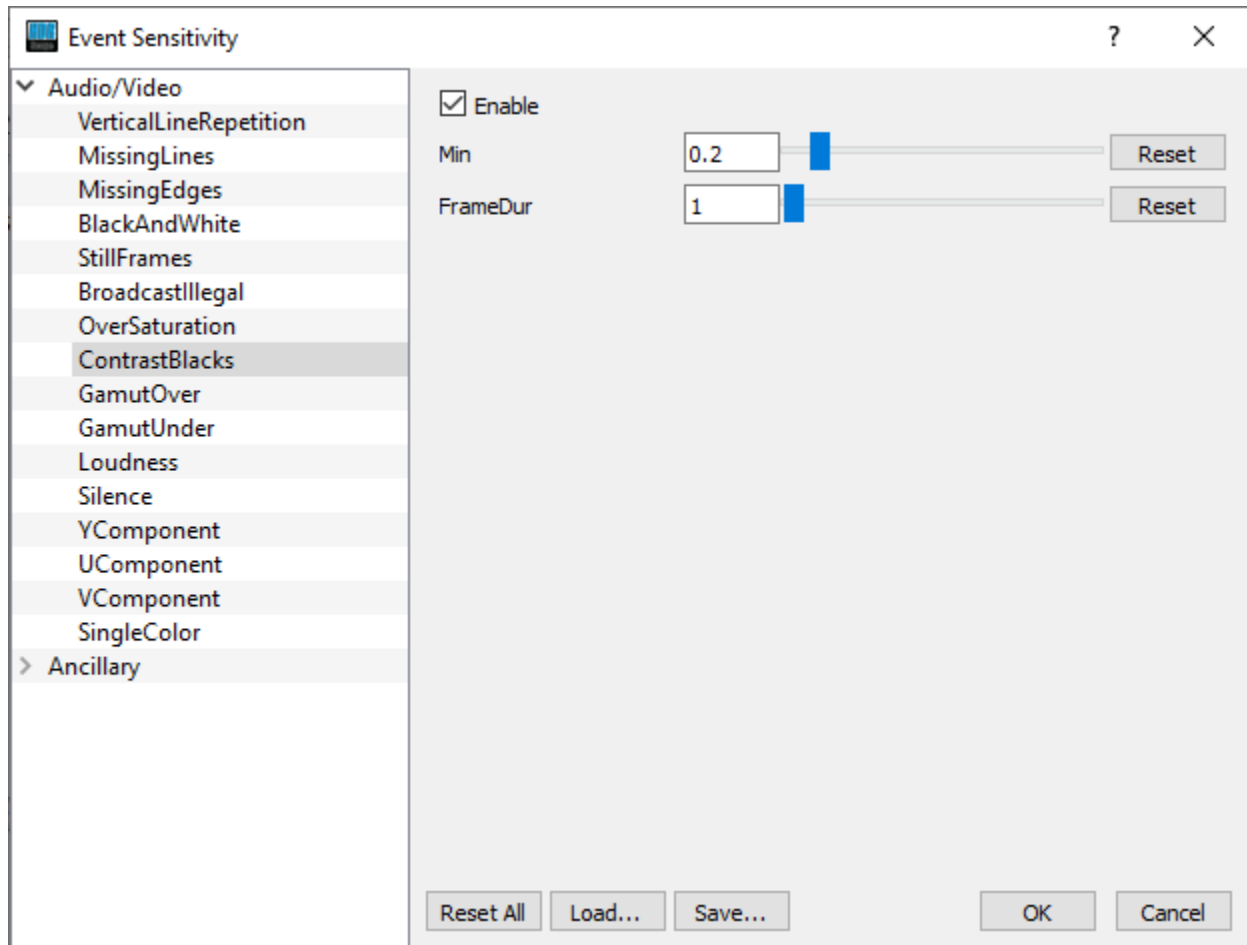 Event Sensitivity
Audio/Video
VerticalLineRepetition
MissingLines
MissingEdges
BlackAndWhite
StillFrames
BroadcastIllegal
OverSaturation
ContrastBlacks
GamutOver
GamutUnder
Loudness
Silence
YComponent
UComponent
VComponent
SingleColor
Ancillary
Enable
Min 0.2 Reset
FrameDur 1 Reset
Reset All Load... Save... OK Cancel